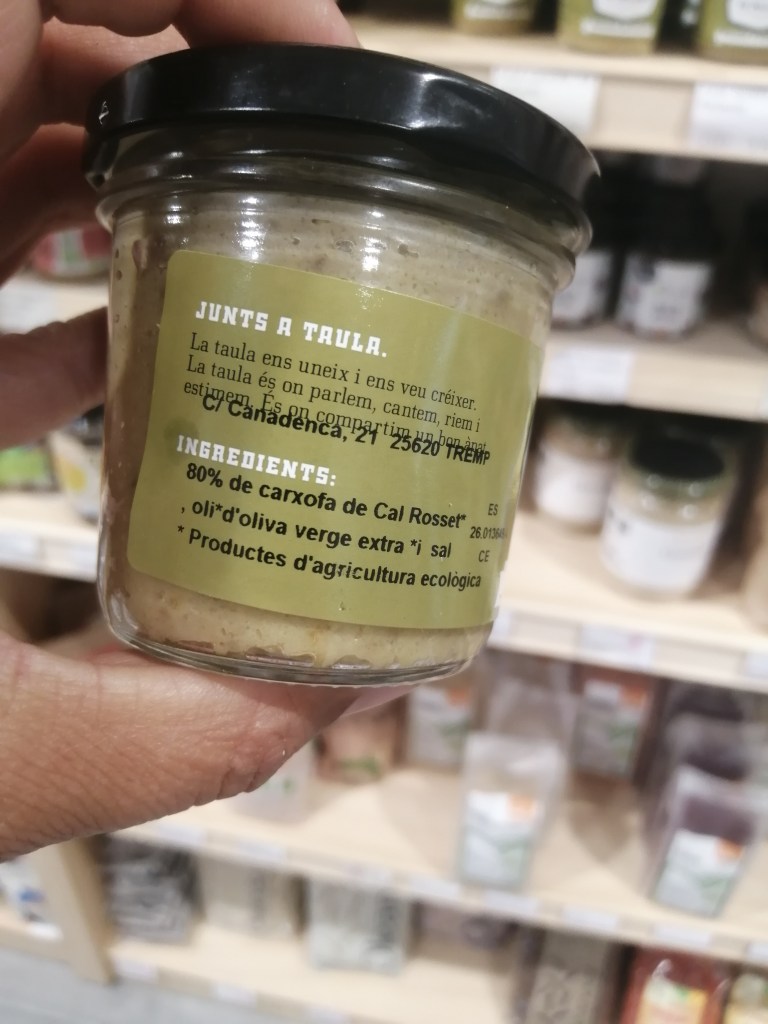 JUNTS A TAULA.
La taula ens uneix i ens veu créixer.
La taula és on parlem, cantem, riem i
estimem. És on compartim un bon àpat
C/ Canadenca, 21 25620 TREMP
INGREDIENTS:
80% de carxofa de Cal Rosset*
, oli*d'oliva verge extra *i sal
* Productes d'agricultura ecològica
ES
CE